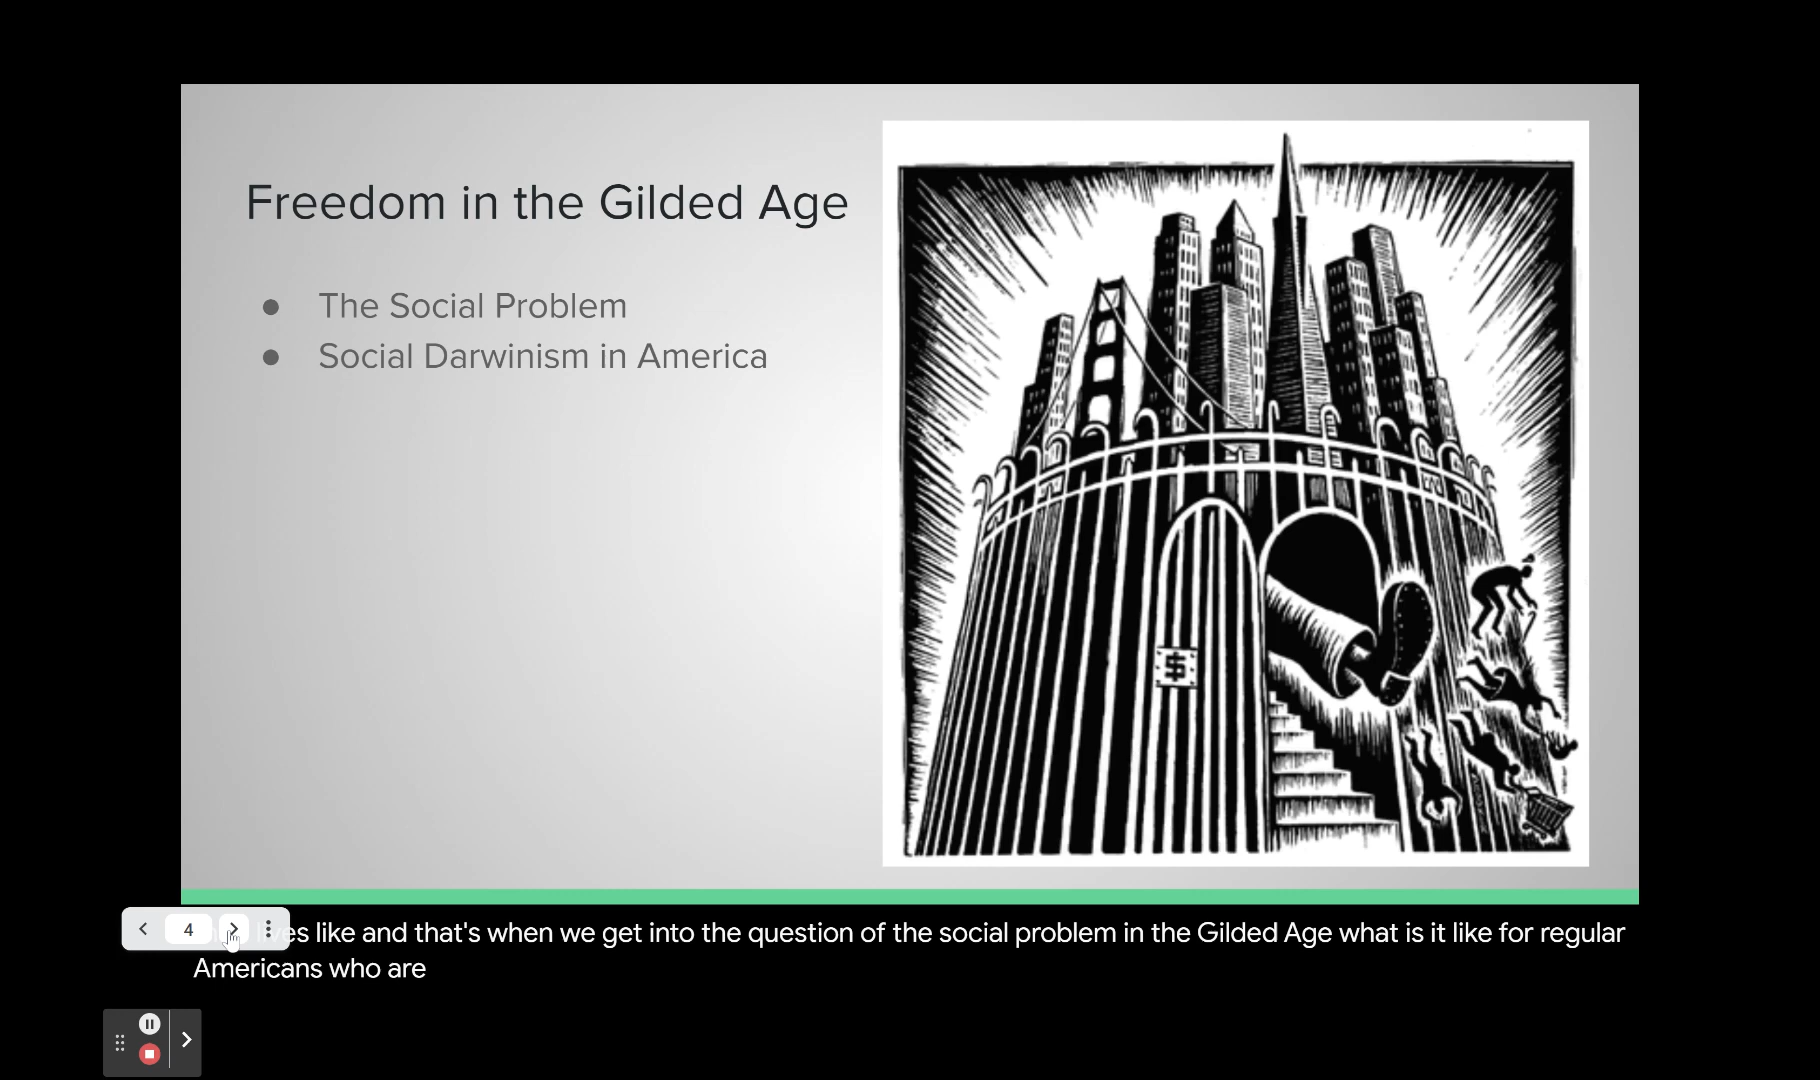 Freedom in the Gilded Age
The Social Problem
Social Darwinism in America
$
4
lives like and that's when we get into the question of the social problem in the Gilded Age what is it like for regular
Americans who are